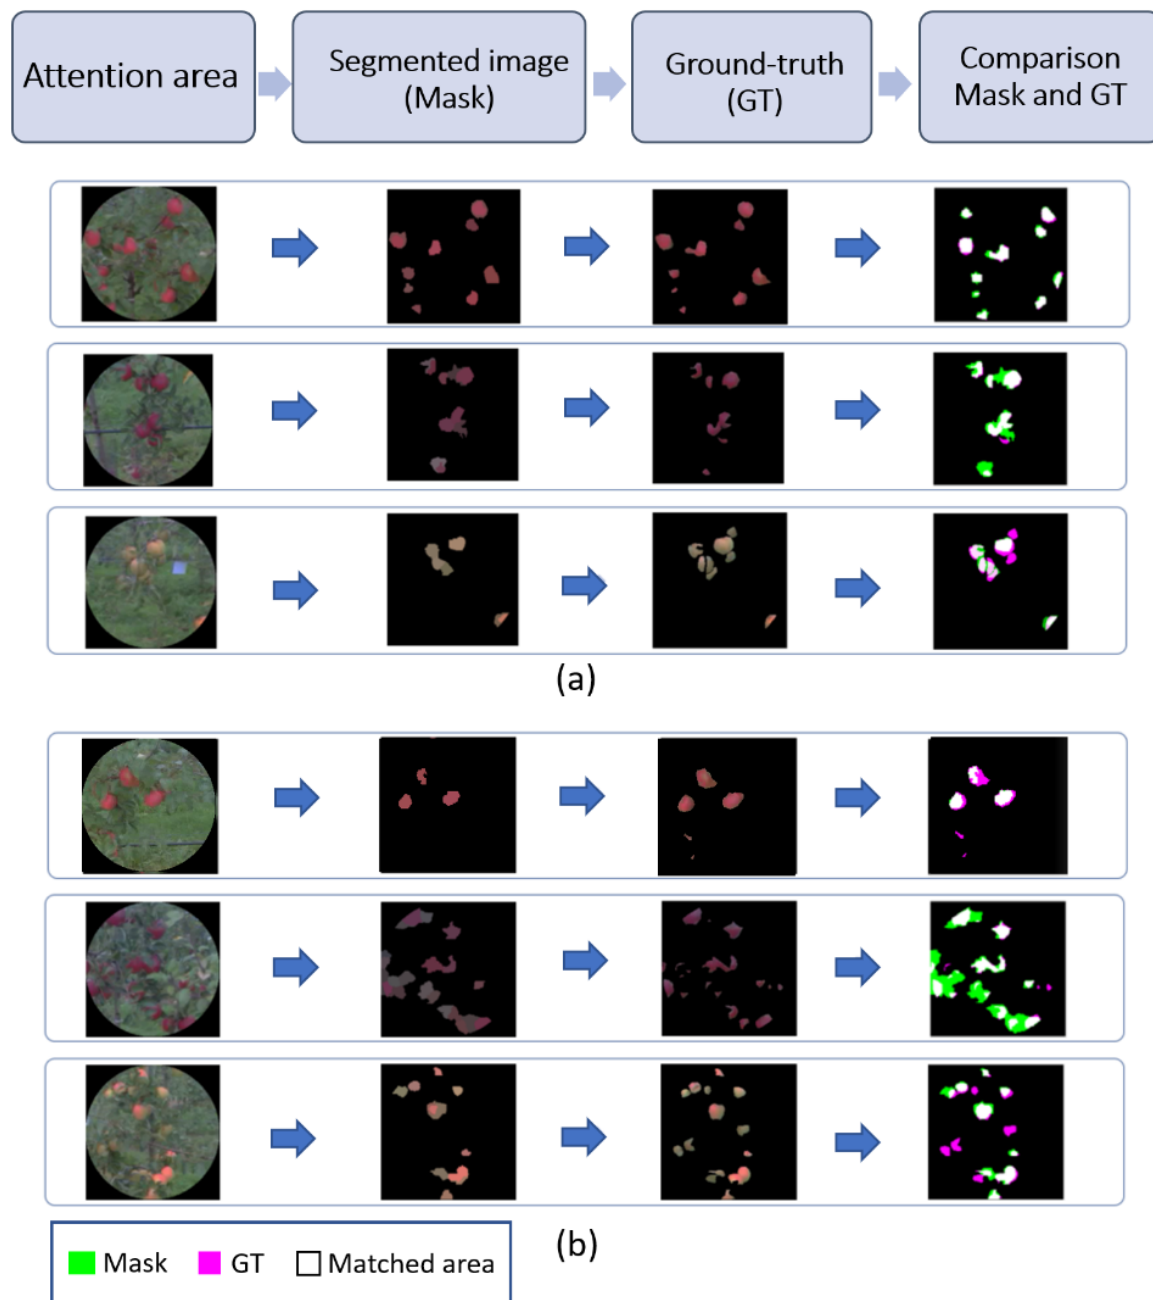 Attention area
Segmented image
(Mask)
Ground-truth
(GT)
Comparison
Mask and GT
(a)
(b)
Mask
GT
Matched area